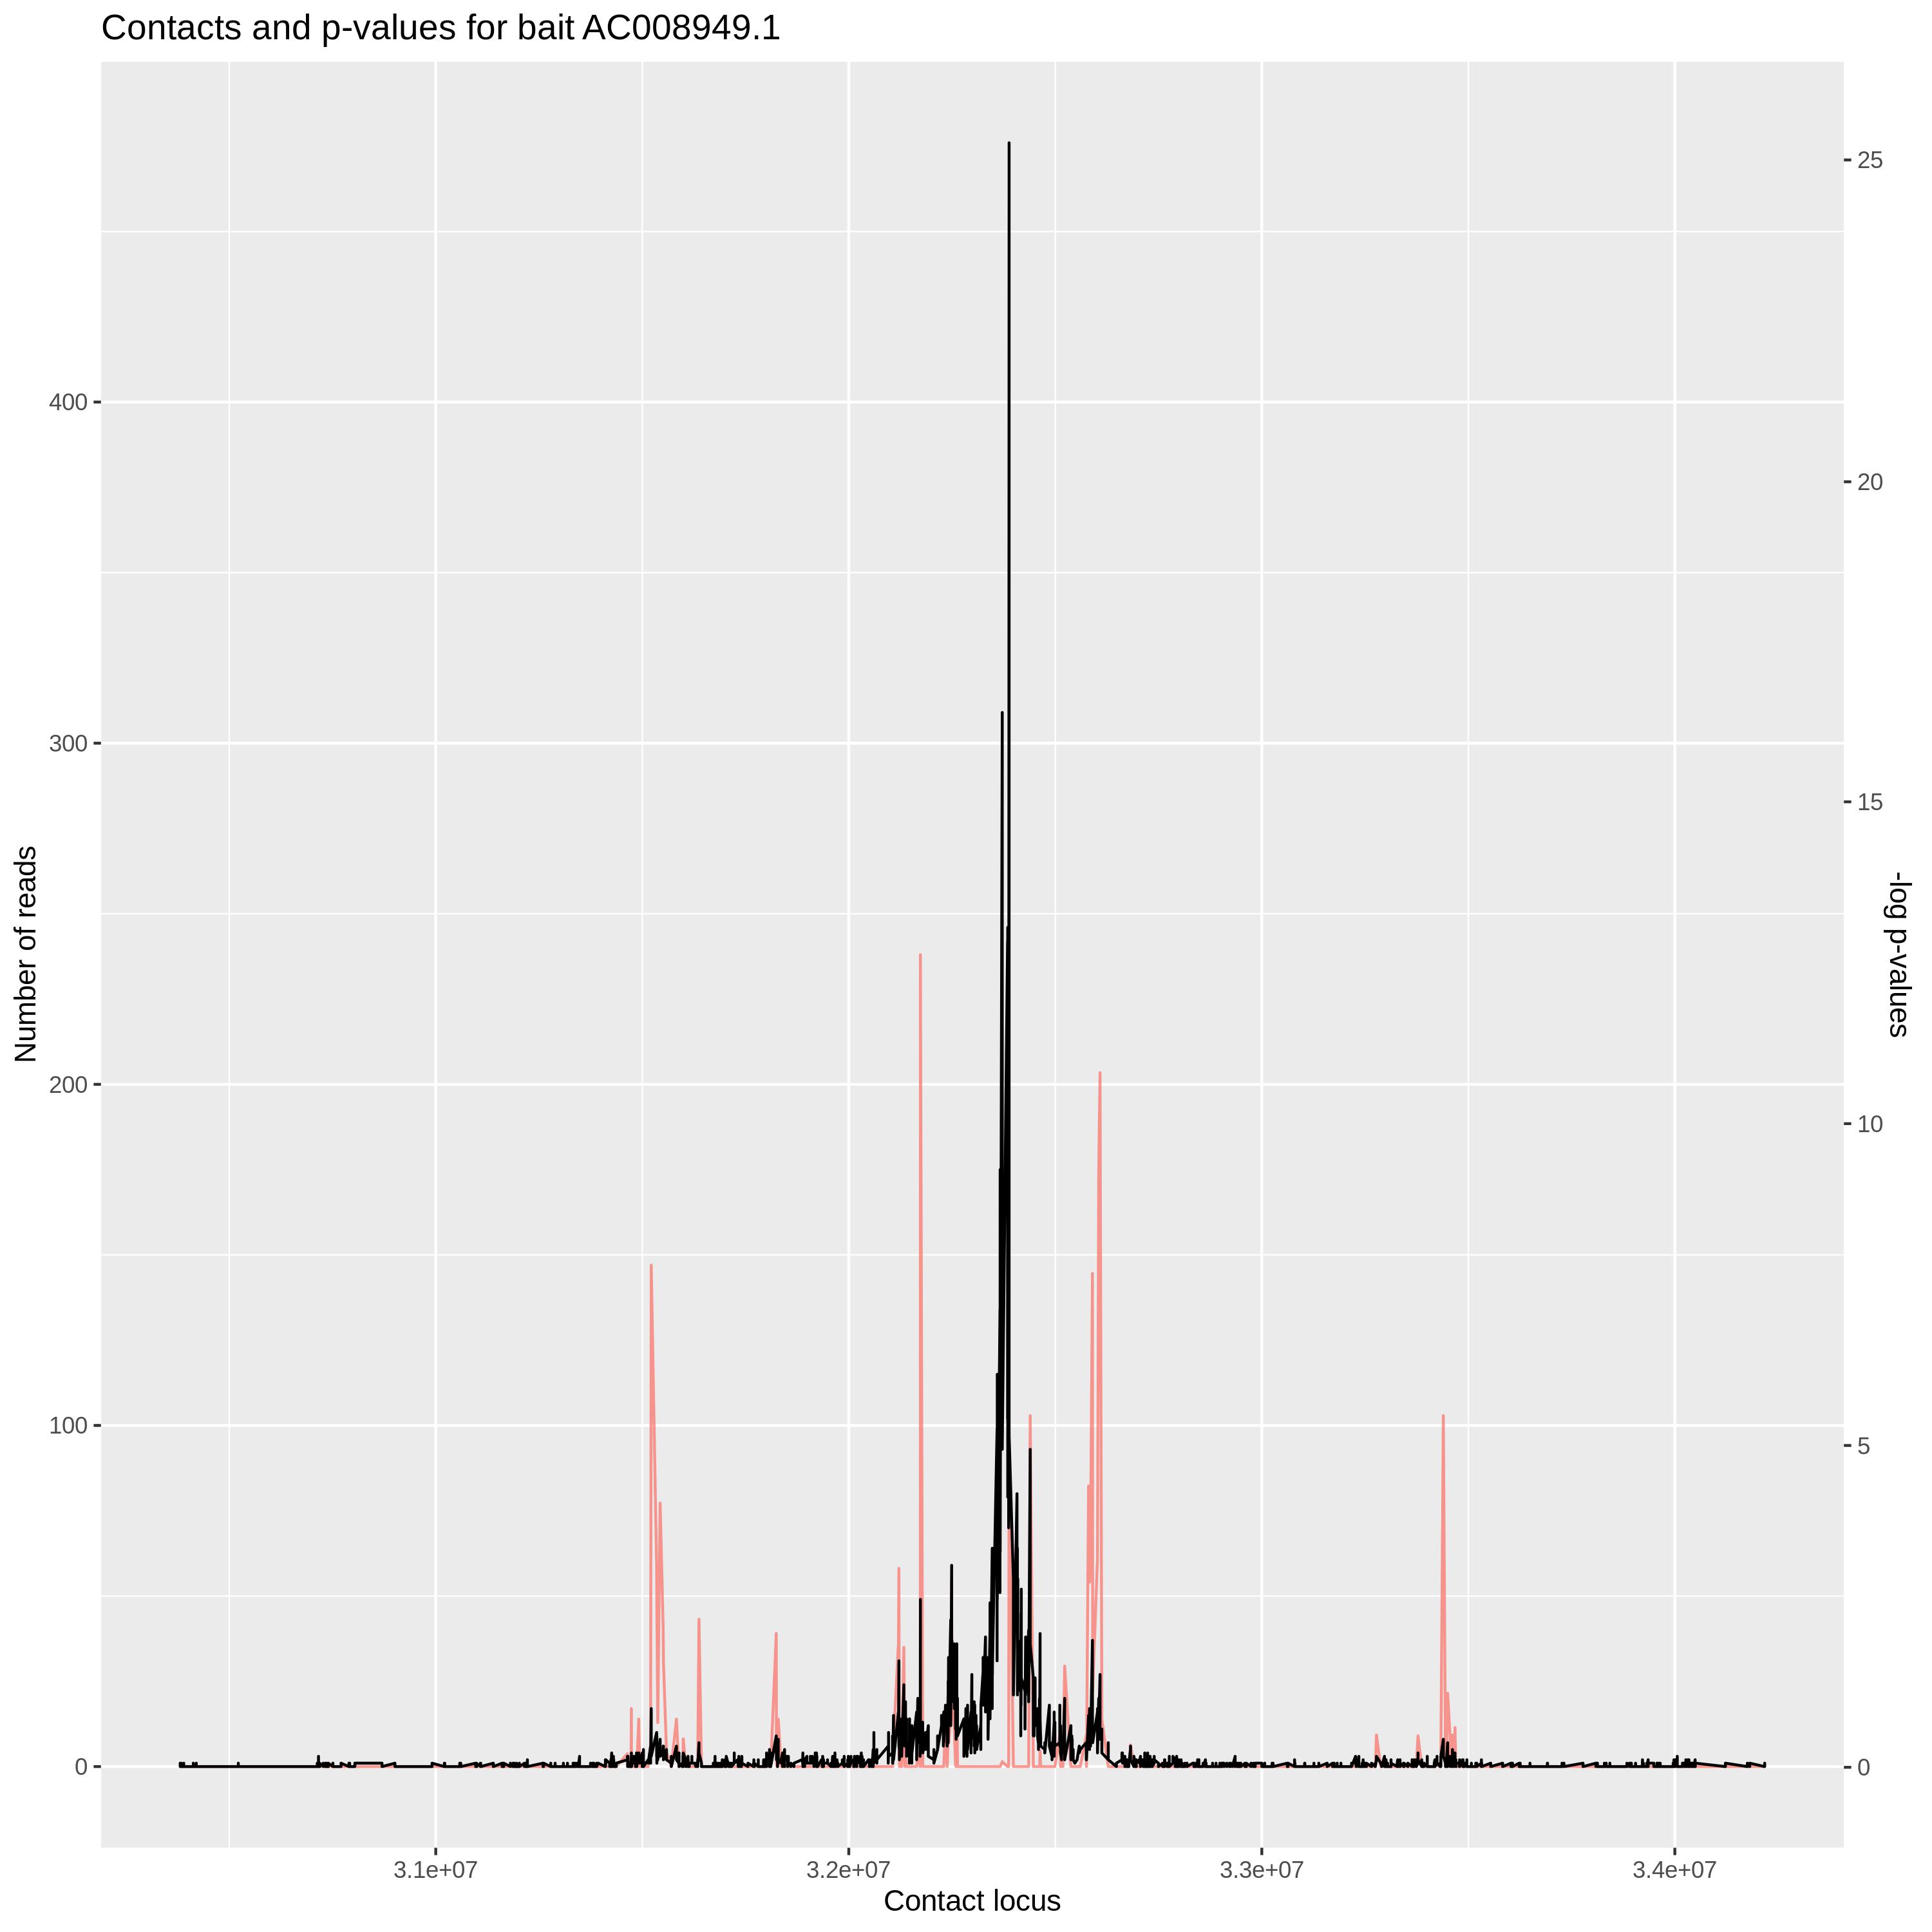 Contacts and p-values for bait AC008949.1
Number of reads
400
300
200
100
0
25
20
15
10
5
0
-log p-values
3.1e+07
3.2e+07
3.3e+07
3.4e+07
Contact locus